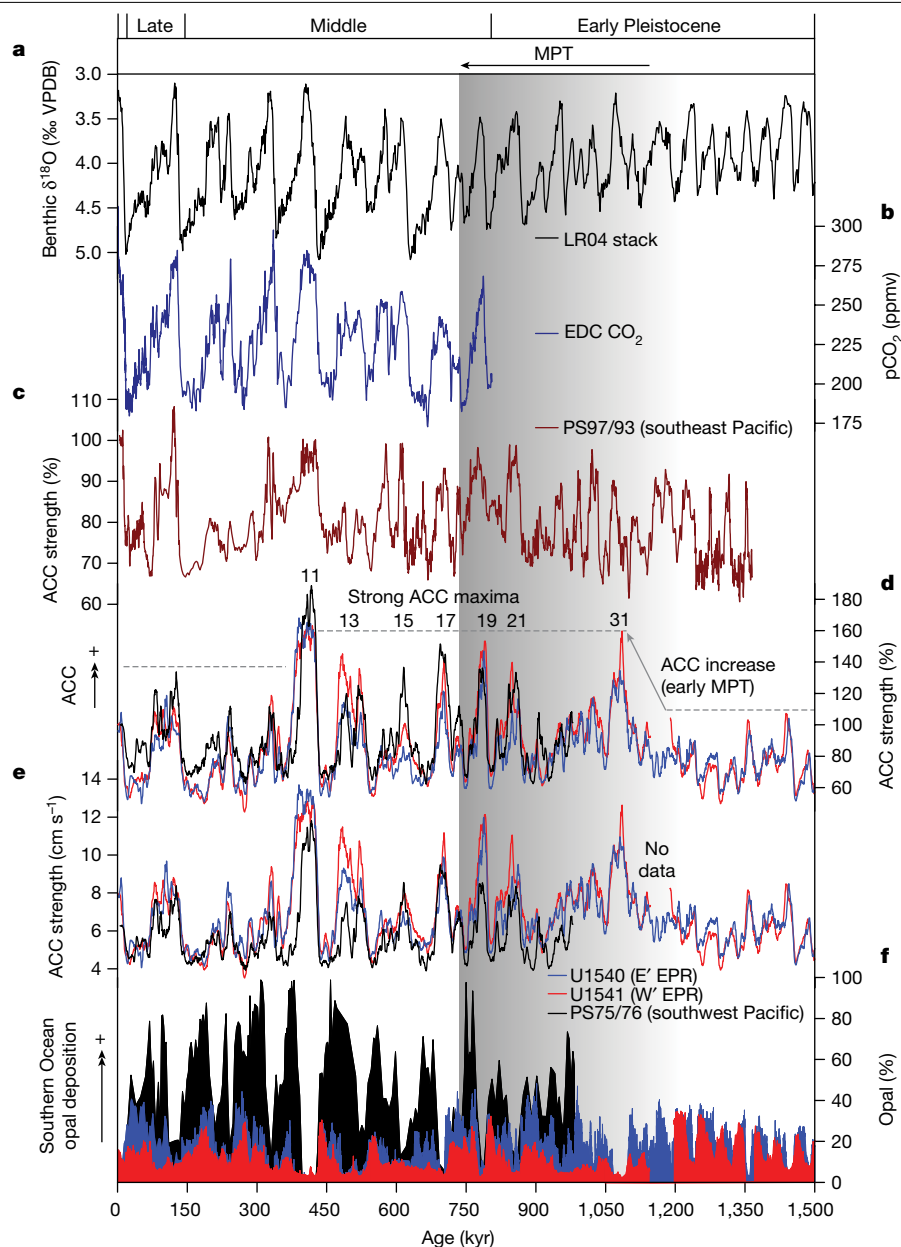 Late Middle Early Pleistocene
a
MPT
3.0
3.5
4.0
4.5
5.0
Benthic δ18O (‰ VPDB)
b
300
275
250
225
200
175
pCO2 (ppmv)
LR04 stack
EDC CO2
c
110
100
90
80
70
60
ACC strength (%)
PS97/93 (southeast Pacific)
d
11
Strong ACC maxima
13 15 17 19 21 31
180
160
140
120
100
80
60
ACC strength (%)
ACC increase
(early MPT)
ACC
+
e
14
12
10
8
6
4
ACC strength (cm s−1)
No
data
f
U1540 (E′ EPR)
U1541 (W′ EPR)
PS75/76 (southwest Pacific)
100
80
60
40
20
0
Opal (%)
Southern Ocean
opal deposition
+
0 150 300 450 600 750 900 1,050 1,200 1,350 1,500
Age (kyr)